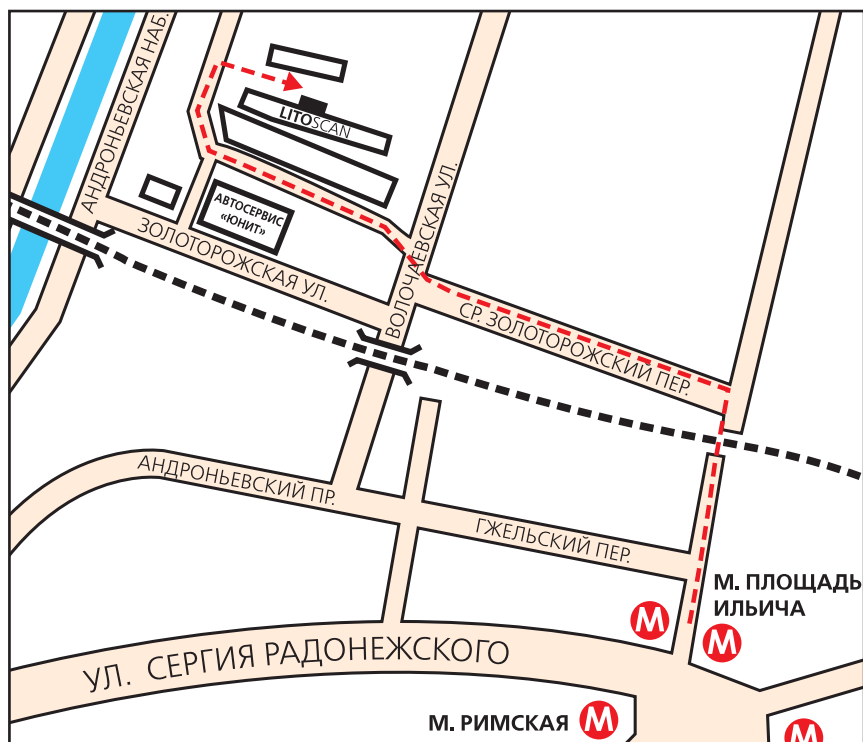 АНДРОНЬЕВСКАЯ НАБ.
LITOSCAN
АВТОСЕРВИС
«ЮНИТ»
ЗОЛОТОРОЖСКАЯ УЛ.
ВОЛОЧАЕВСКАЯ УЛ.
СР. ЗОЛОТОРОЖСКИЙ ПЕР.
АНДРОНЬЕВСКИЙ ПР.
ГЖЕЛЬСКИЙ ПЕР.
М. ПЛОЩАДЬ
ИЛЬИЧА
М
М
УЛ. СЕРГИЯ РАДОНЕЖСКОГО
М. РИМСКАЯ М
М